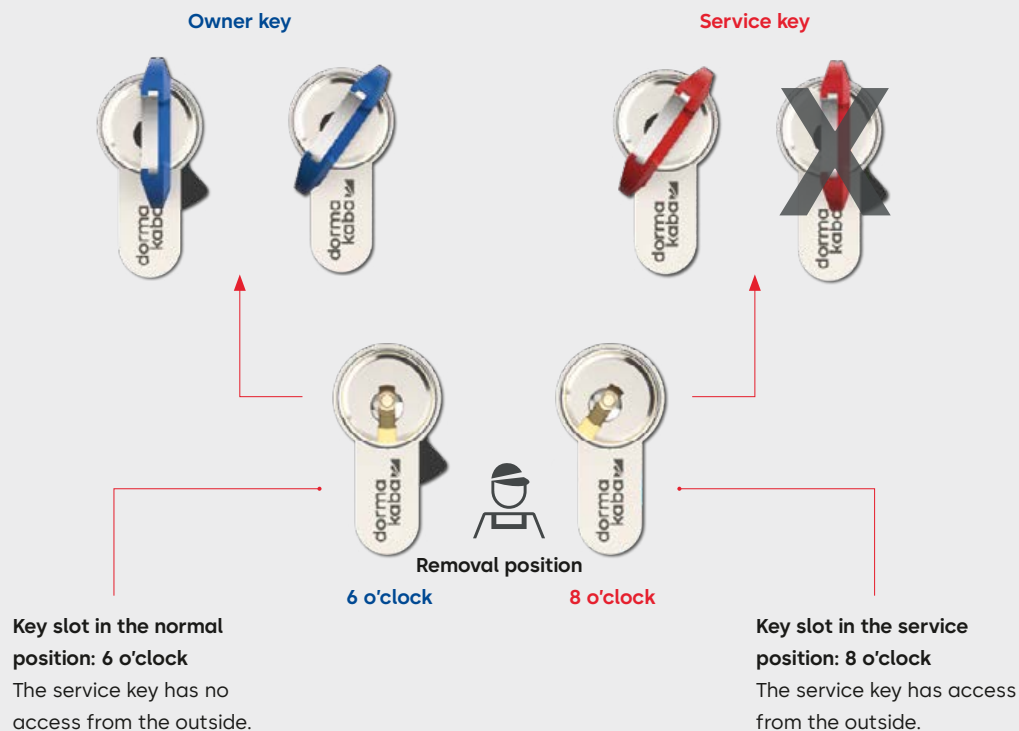 Owner key
Service key
dorma
kaba
dorma
kaba
dorma
kaba
dorma
kaba
dorma
kaba
dorma
kaba
Removal position
6 o'clock
8 o'clock
Key slot in the normal
position: 6 o'clock
The service key has no
access from the outside.
Key slot in the service
position: 8 o'clock
The service key has access
from the outside.